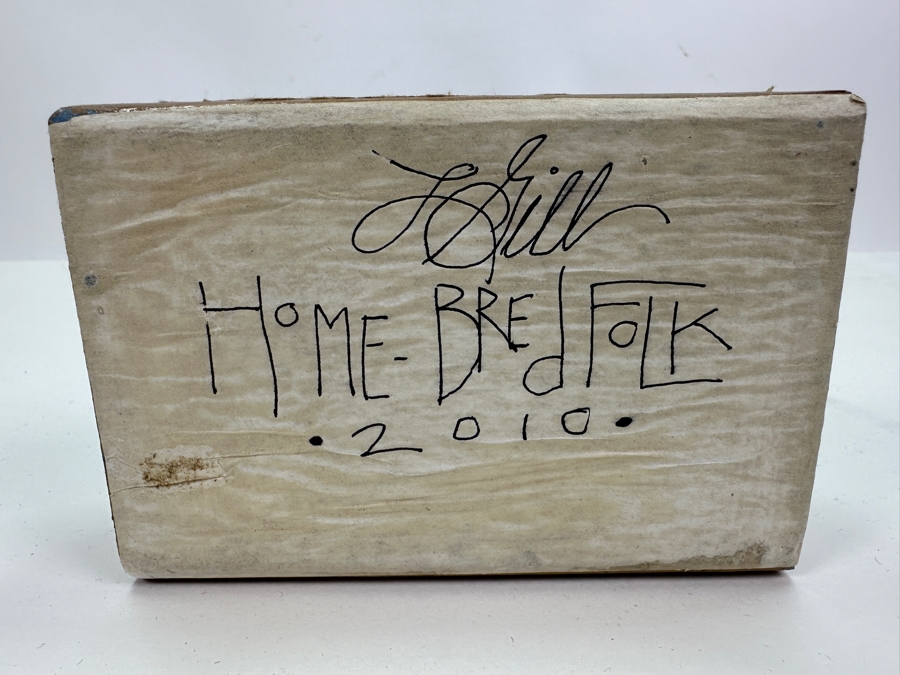 Gill
HOME-BREd FOLK
• 2010 •